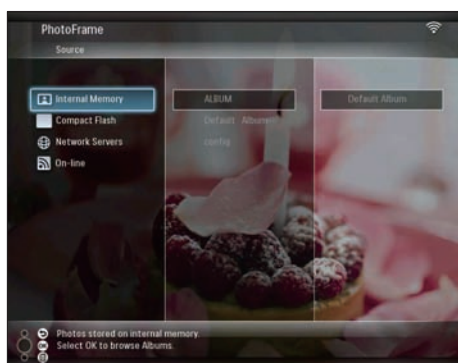 PhotoFrame
Source
Internal Memory
Compact Flash
Network Servers
On-line
ALBUM
Default Album
config
Default Album
Photos stored on internal memory.
Select OK to browse Albums.